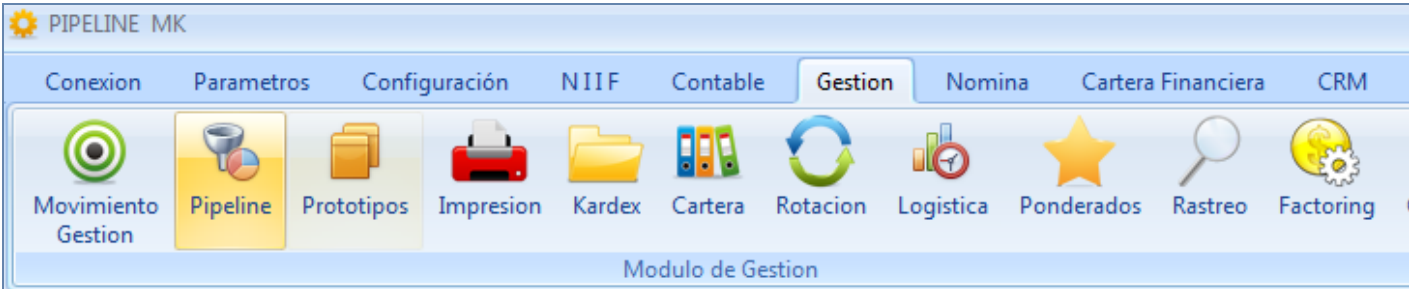 PIPELINE MK
Conexion Parametros Configuración N I I F Contable Gestion Nomina Cartera Financiera CRM
Movimiento Gestion Pipeline Prototipos Impresion Kardex Cartera Rotacion Logistica Ponderados Rastreo Factoring
Modulo de Gestion